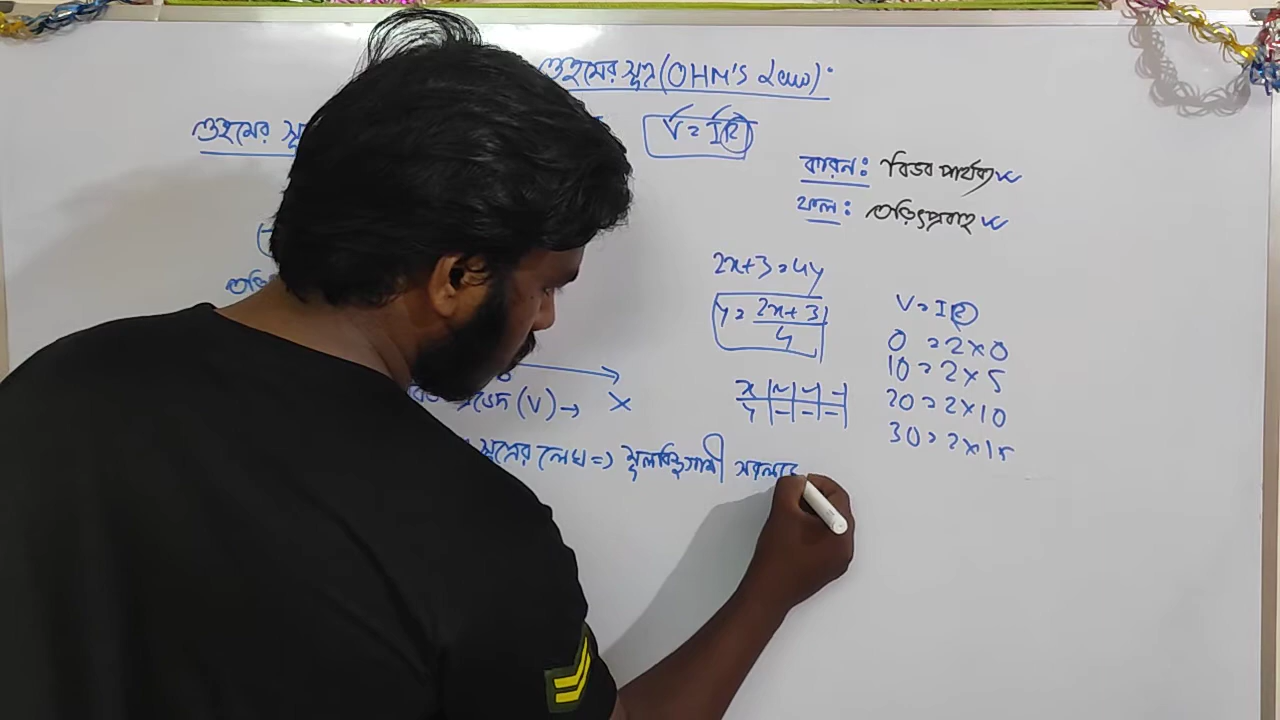 ওহমের সূত্র (OHM'S Law):
ওহমের সূ
V = IR
কারন: বিভব পার্থক্য
ফল: তড়িৎপ্রবাহ
2x+3=4y
y = 2x+3
4
x
y
V=IR
0 = 2×0
10 = 2×5
20 = 2×10
30 = 2×15
(V) → X
সূত্রের লেখ => মূলবিন্দুগামী সরলরে